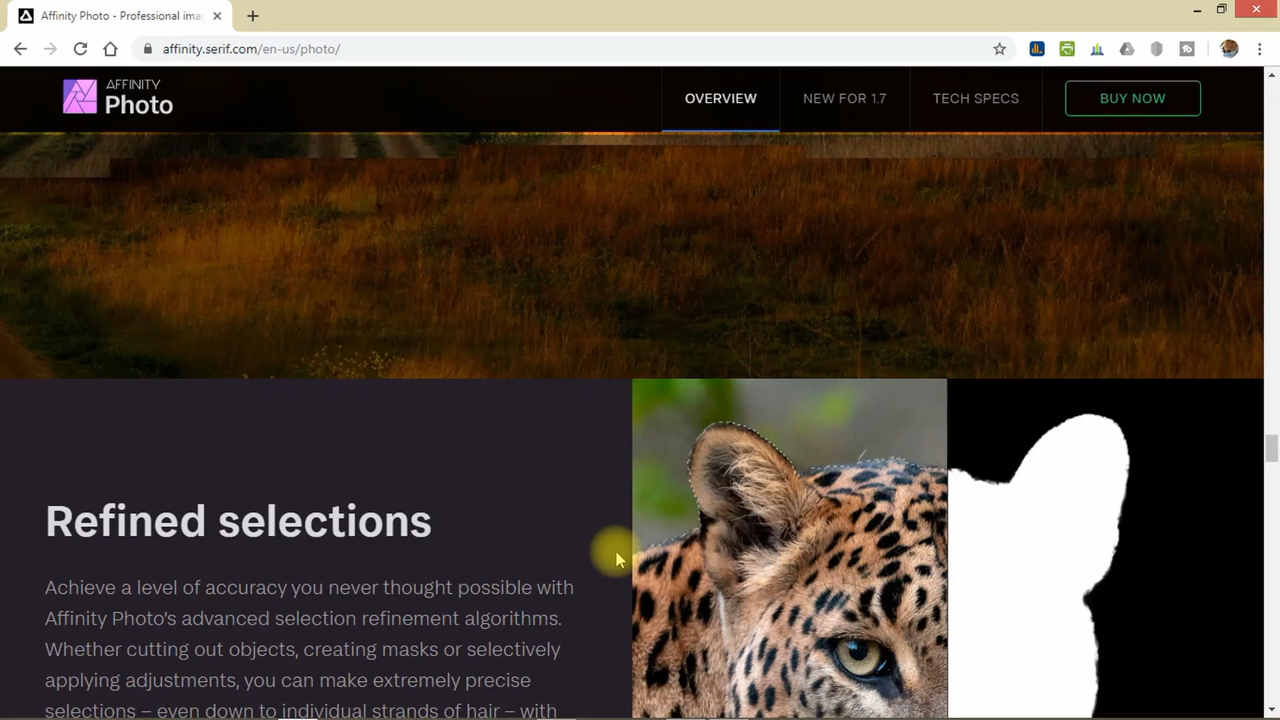 Affinity Photo - Professional ima
affinity.serif.com/en-us/photo/
AFFINITY
Photo
OVERVIEW
NEW FOR 1.7
TECH SPECS
BUY NOW
Refined selections
Achieve a level of accuracy you never thought possible with
Affinity Photo's advanced selection refinement algorithms.
Whether cutting out objects, creating masks or selectively
applying adjustments, you can make extremely precise
selections – even down to individual strands of hair – with